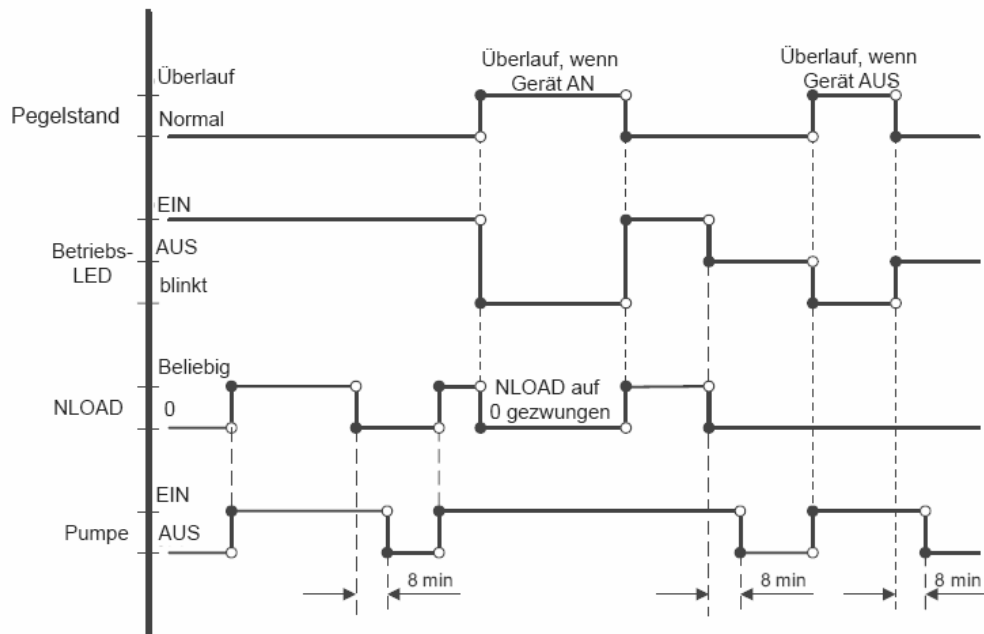 Überlauf, wenn
Gerät AN
Überlauf, wenn
Gerät AUS
Überlauf
Pegelstand
Normal
EIN
Betriebs-
LED
AUS
blinkt
Beliebig
NLOAD
0
NLOAD auf
0 gezwungen
EIN
Pumpe
AUS
8 min
8 min
8 min